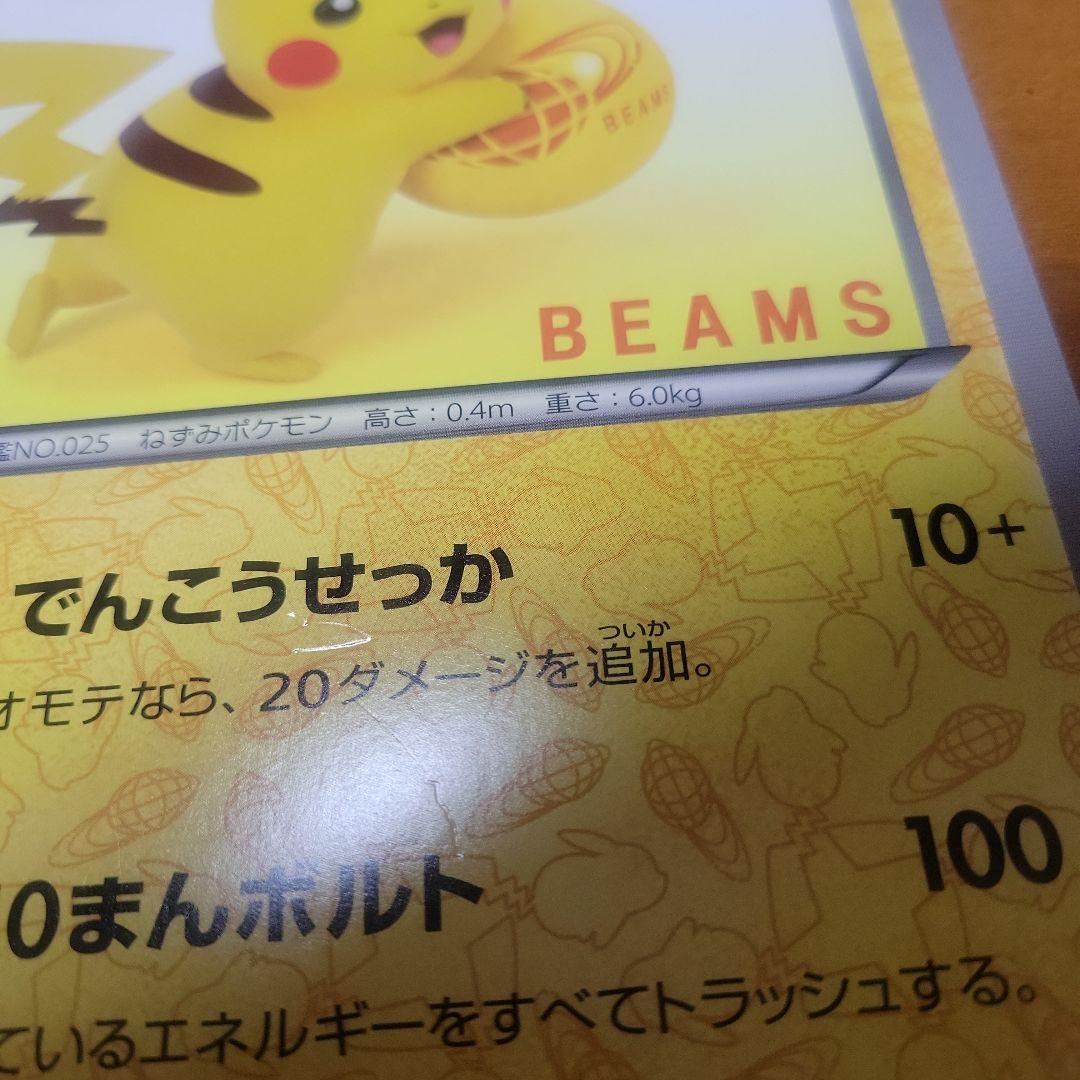 BEAMS
BEAMS
NO.025 ねずみポケモン 高さ：0.4m 重さ：6.0kg
でんこうせっか 10+
ついか
オモテなら、20ダメージを追加。
10まんボルト 100
ているエネルギーをすべてトラッシュする。